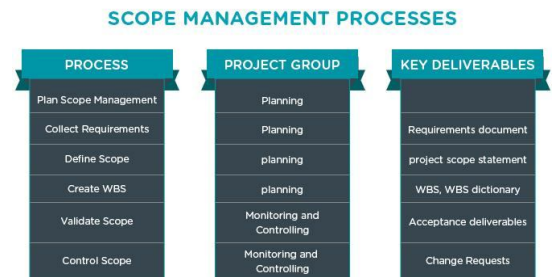 SCOPE MANAGEMENT PROCESSES
PROCESS
PROJECT GROUP
KEY DELIVERABLES
Plan Scope Management
Planning
Collect Requirements
Planning
Requirements document
Define Scope
planning
project scope statement
Create WBS
planning
WBS, WBS dictionary
Validate Scope
Monitoring and
Controlling
Acceptance deliverables
Control Scope
Monitoring and
Controlling
Change Requests